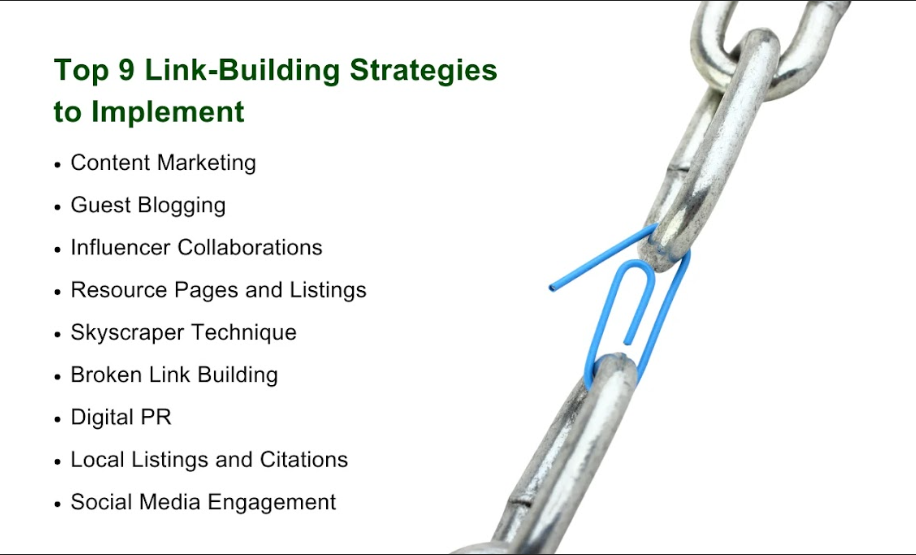 Top 9 Link-Building Strategies
to Implement
• Content Marketing
• Guest Blogging
• Influencer Collaborations
• Resource Pages and Listings
• Skyscraper Technique
• Broken Link Building
• Digital PR
• Local Listings and Citations
• Social Media Engagement